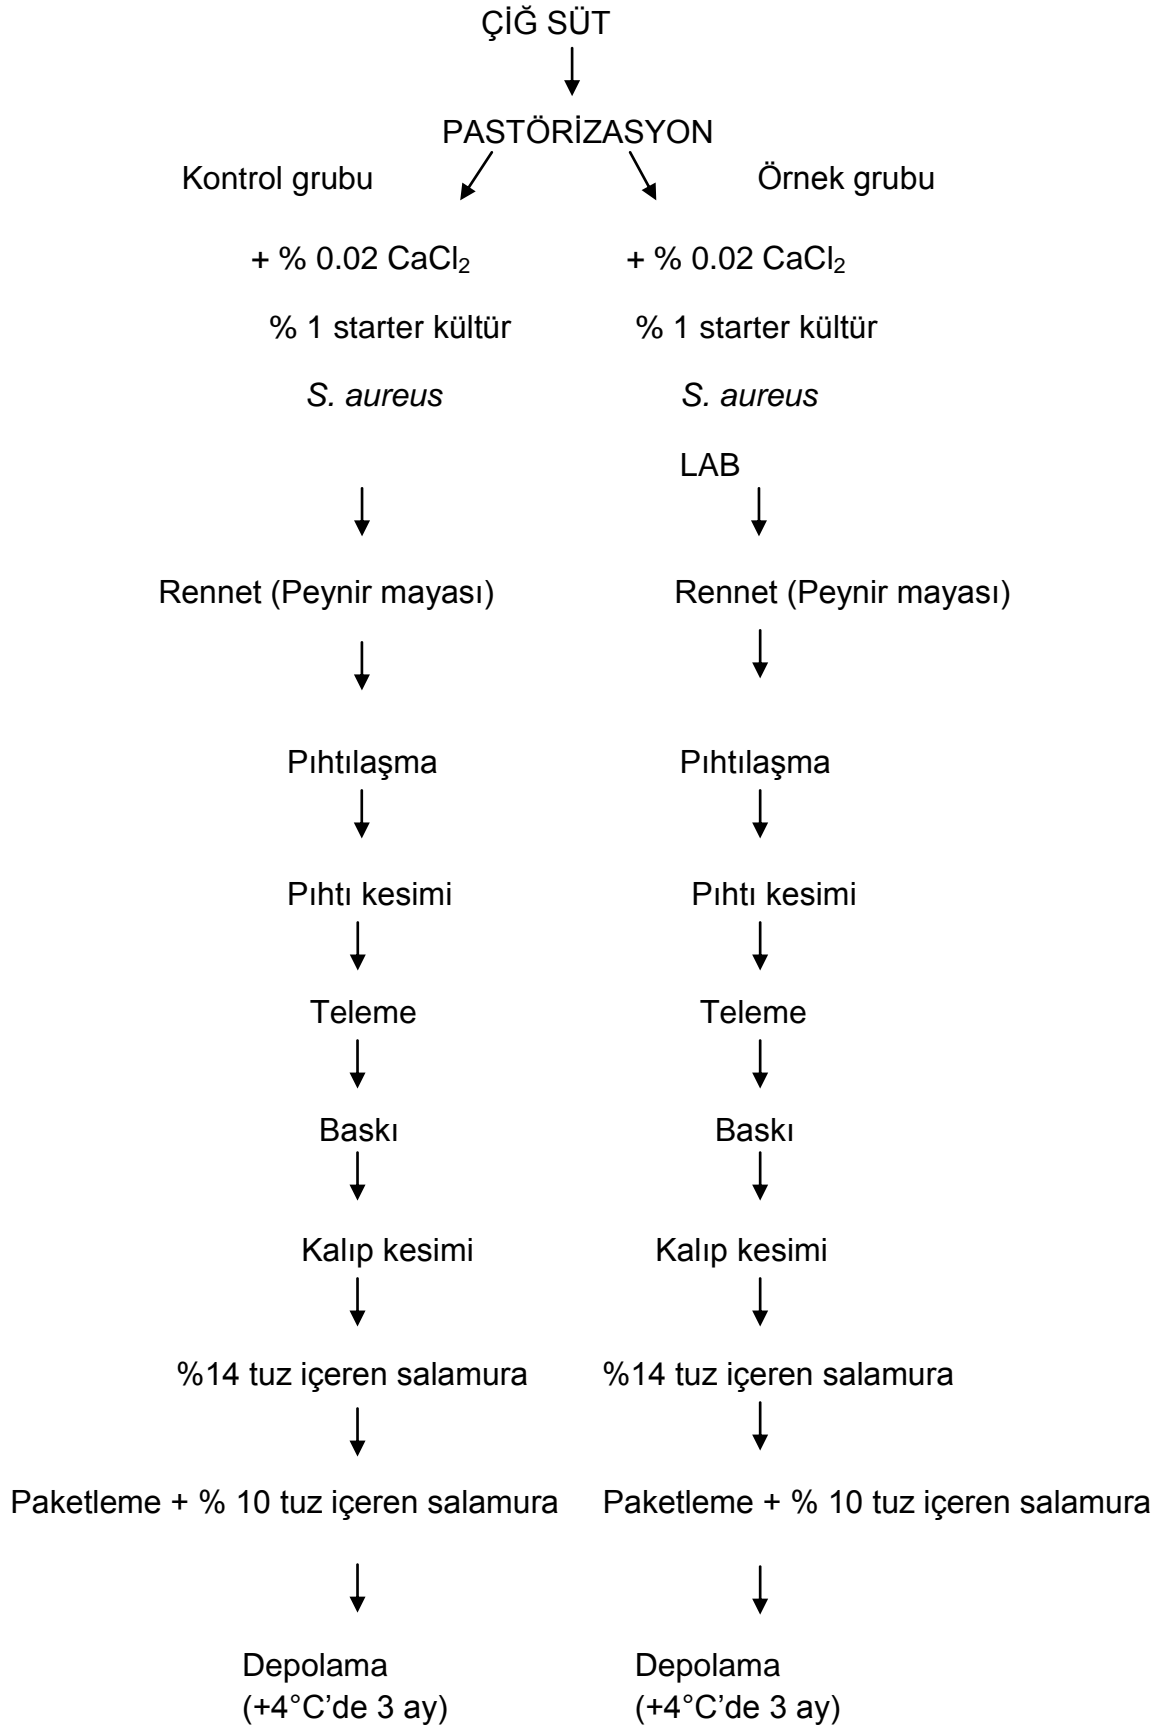 ÇİĞ SÜT
PASTÖRİZASYON
Kontrol grubu
Örnek grubu
+ % 0.02 CaCl₂
+ % 0.02 CaCl₂
% 1 starter kültür
% 1 starter kültür
S. aureus
S. aureus
LAB
Rennet (Peynir mayası)
Rennet (Peynir mayası)
Pıhtılaşma
Pıhtılaşma
Pıhtı kesimi
Pıhtı kesimi
Teleme
Teleme
Baskı
Baskı
Kalıp kesimi
Kalıp kesimi
%14 tuz içeren salamura
%14 tuz içeren salamura
Paketleme + % 10 tuz içeren salamura
Paketleme + % 10 tuz içeren salamura
Depolama
(+4°C’de 3 ay)
Depolama
(+4°C’de 3 ay)